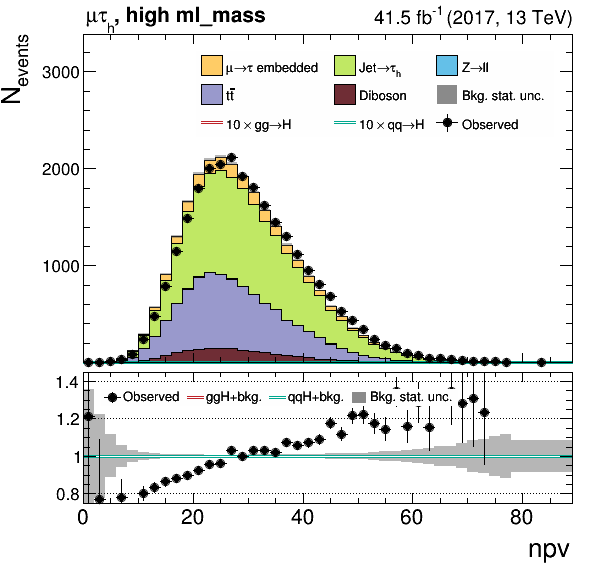 μτh, high ml_mass 41.5 fb⁻¹ (2017, 13 TeV)
Nevents
3000
2000
1000
μ→τ embedded Jet→τh Z→ll
tt̅ Diboson Bkg. stat. unc.
10 × gg→H 10 × qq→H Observed
1.4
1.2
1
0.8
Observed ggH+bkg. qqH+bkg. Bkg. stat. unc.
0 20 40 60 80
npv